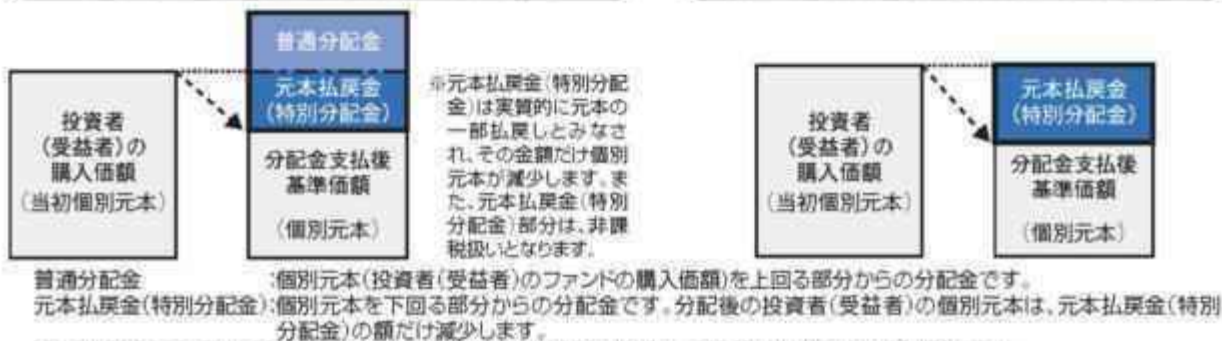 普通分配金
元本払戻金
(特別分配金)
投資者
(受益者)の
購入価額
(当初個別元本)
分配金支払後
基準価額
(個別元本)
※元本払戻金(特別分配
金)は実質的に元本の
一部払戻しとみなさ
れ、その金額だけ個別
元本が減少します。ま
た、元本払戻金(特別
分配金)部分は、非課
税扱いとなります。
投資者
(受益者)の
購入価額
(当初個別元本)
元本払戻金
(特別分配金)
分配金支払後
基準価額
(個別元本)
普通分配金 :個別元本(投資者(受益者)のファンドの購入価額)を上回る部分からの分配金です。
元本払戻金(特別分配金):個別元本を下回る部分からの分配金です。分配後の投資者(受益者)の個別元本は、元本払戻金(特別
分配金)の額だけ減少します。